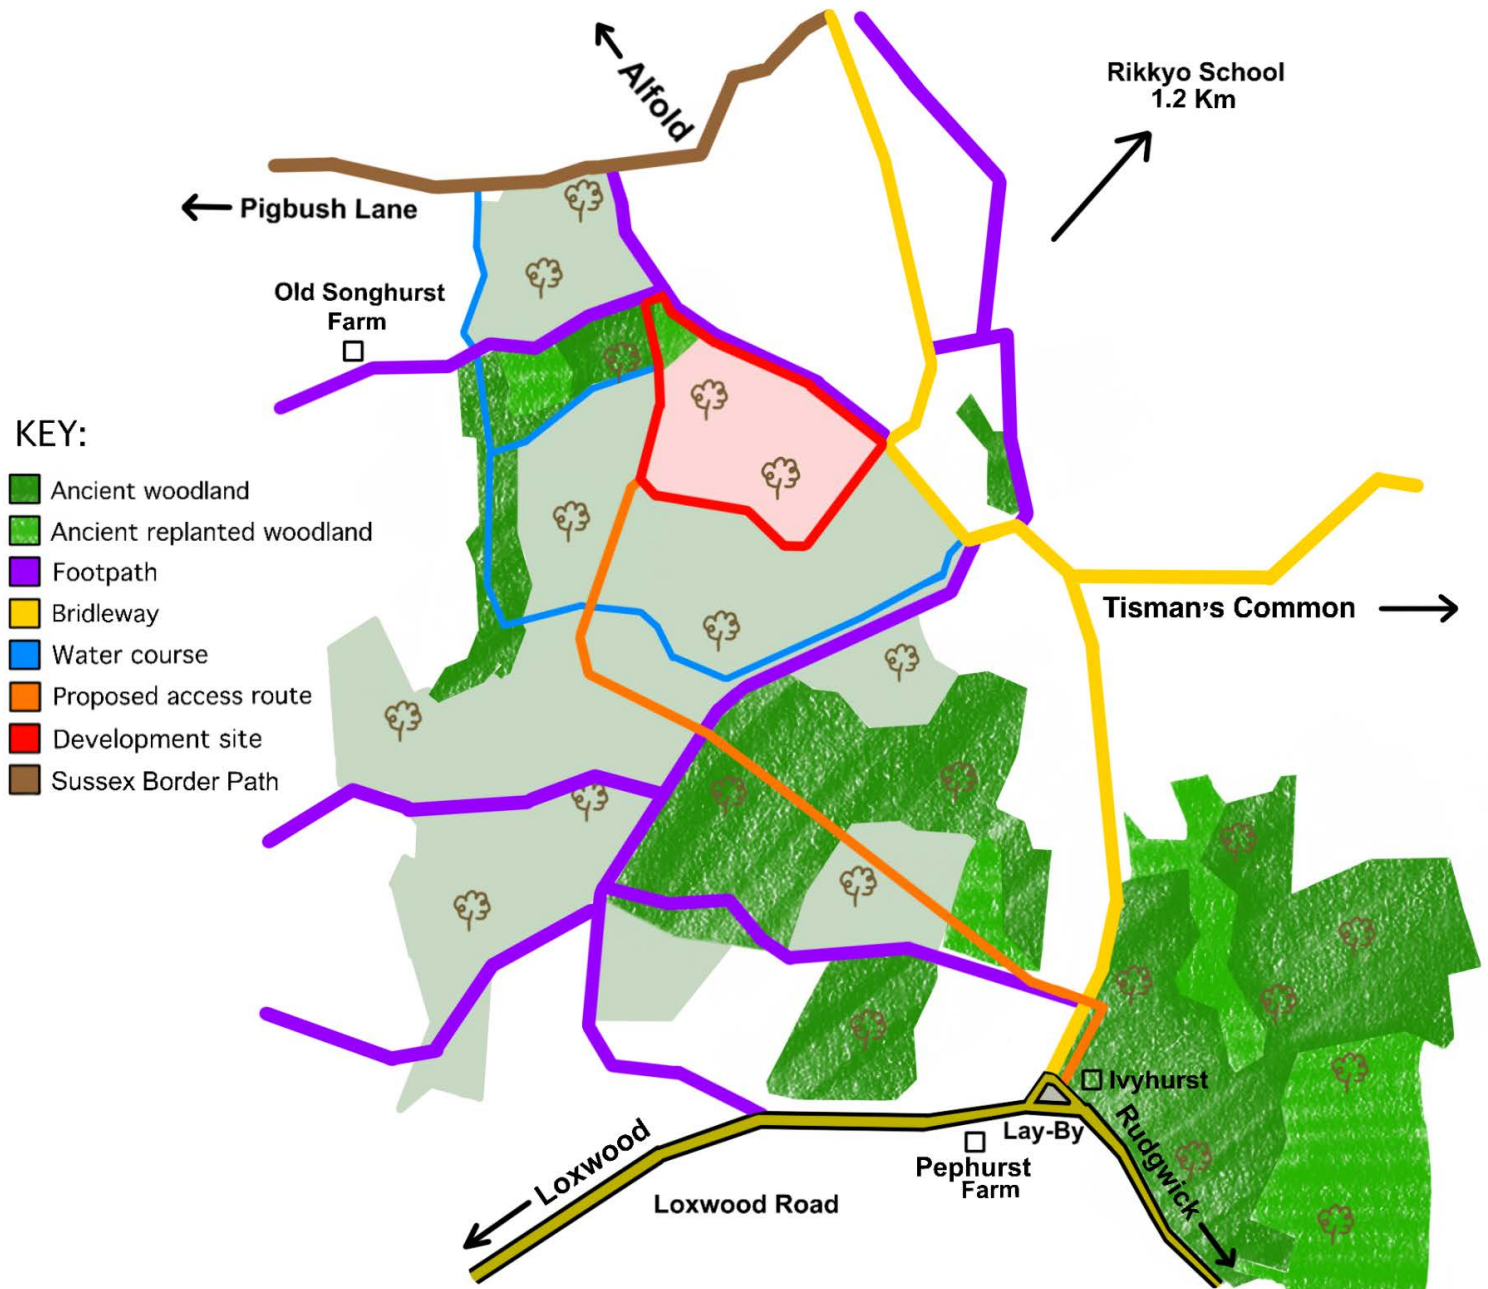 Alfold
Rikkyo School
1.2 Km
Pigbush Lane
Old Songhurst
Farm
KEY:
Ancient woodland
Ancient replanted woodland
Footpath
Bridleway
Water course
Proposed access route
Development site
Sussex Border Path
Tisman's Common
Ivyhurst
Lay-By
Rudgwick
Pephurst
Farm
Loxwood
Loxwood Road